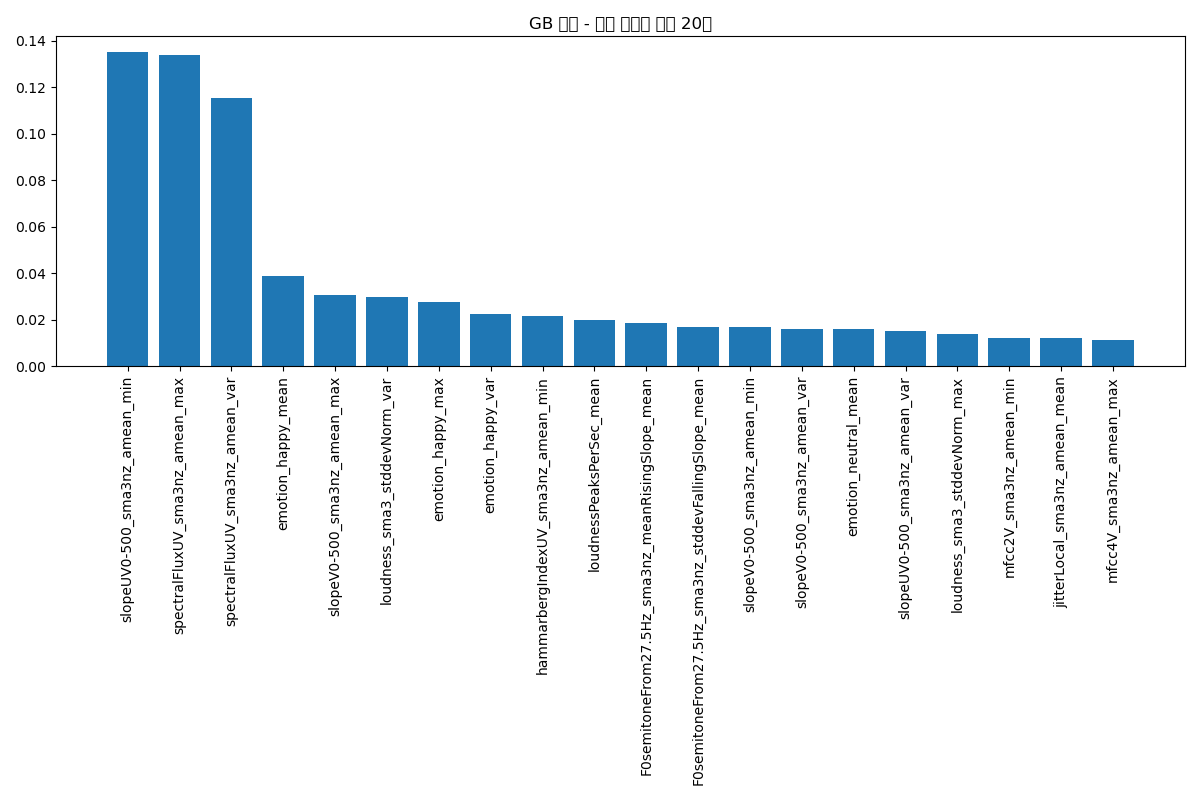 GB - 20
0.14
0.12
0.10
0.08
0.06
0.04
0.02
0.00
slopeUV0-500_sma3nz_amean_min
spectralFluxUV_sma3nz_amean_max
spectralFluxUV_sma3nz_amean_var
emotion_happy_mean
slopeV0-500_sma3nz_amean_max
loudness_sma3_stddevNorm_var
emotion_happy_max
emotion_happy_var
hammarbergIndexUV_sma3nz_amean_min
loudnessPeaksPerSec_mean
F0semitoneFrom27.5Hz_sma3nz_meanRisingSlope_mean
F0semitoneFrom27.5Hz_sma3nz_stddevFallingSlope_mean
slopeV0-500_sma3nz_amean_min
slopeV0-500_sma3nz_amean_var
emotion_neutral_mean
slopeUV0-500_sma3nz_amean_var
loudness_sma3_stddevNorm_max
mfcc2V_sma3nz_amean_min
jitterLocal_sma3nz_amean_mean
mfcc4V_sma3nz_amean_max